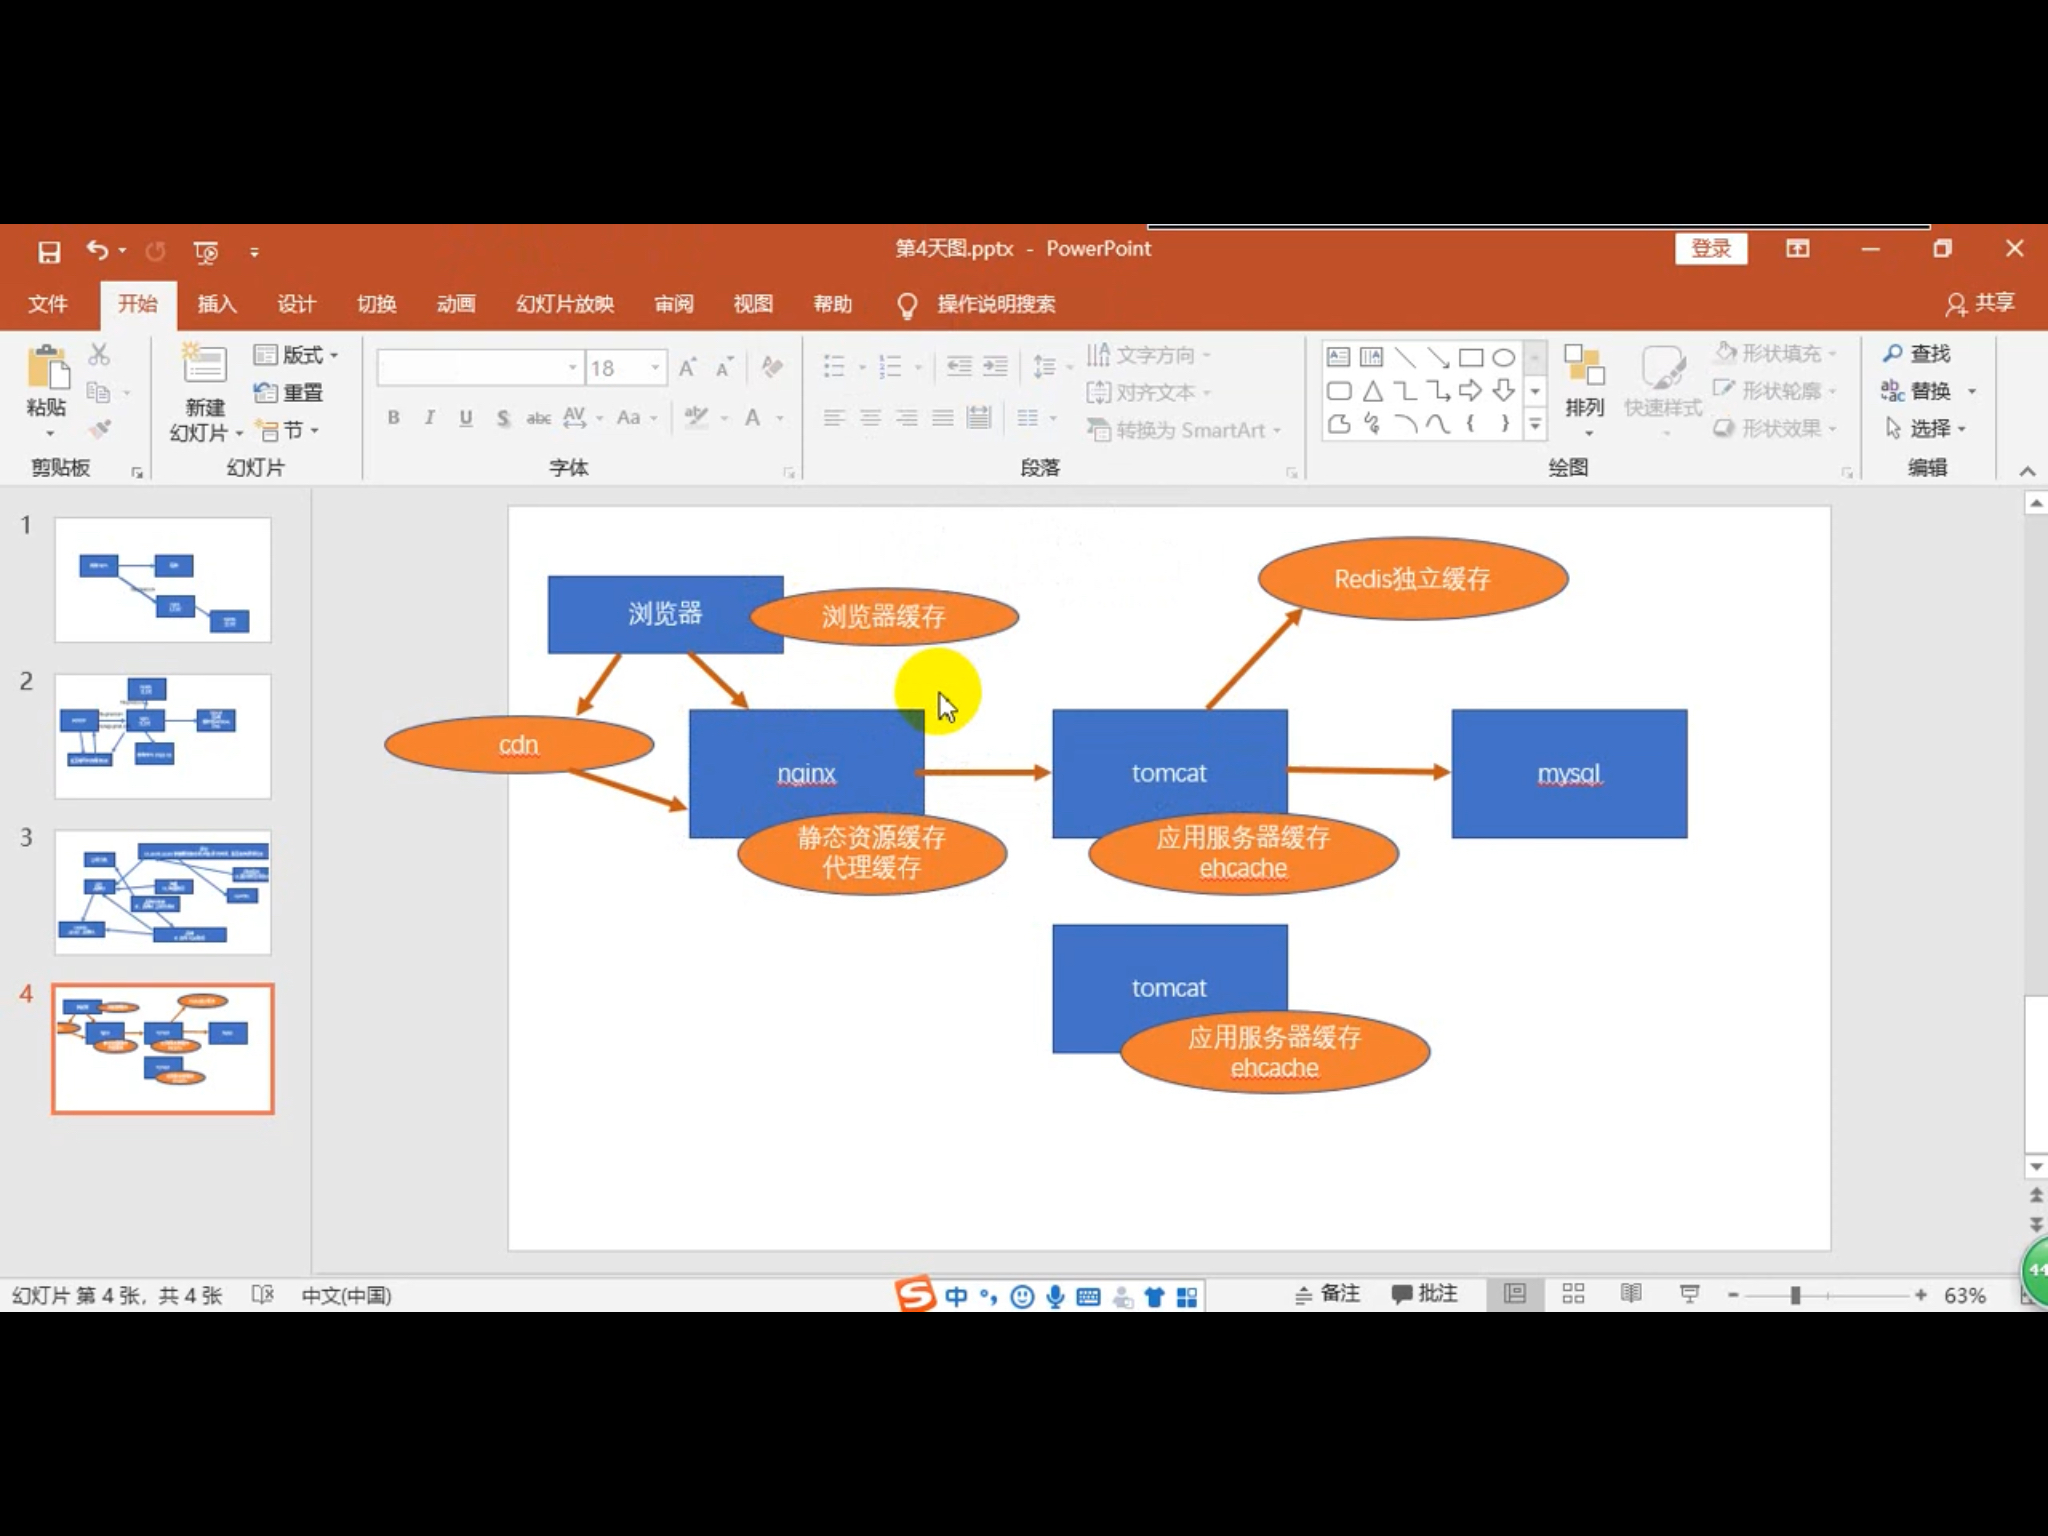 第4天图.pptx - PowerPoint
登录
文件 开始 插入 设计 切换 动画 幻灯片放映 审阅 视图 帮助 操作说明搜索 共享
粘贴
剪贴板
新建
幻灯片
版式
重置
节
幻灯片
18
B I U S abc AV Aa A
字体
文字方向
对齐文本
转换为 SmartArt
段落
排列
快速样式
形状填充
形状轮廓
形状效果
绘图
查找
替换
选择
编辑
1
2
3
4
浏览器
浏览器缓存
Redis独立缓存
cdn
nginx
静态资源缓存
代理缓存
tomcat
应用服务器缓存
ehcache
mysql
tomcat
应用服务器缓存
ehcache
幻灯片 第 4 张，共 4 张 中文(中国)
中
备注 批注 63%
44